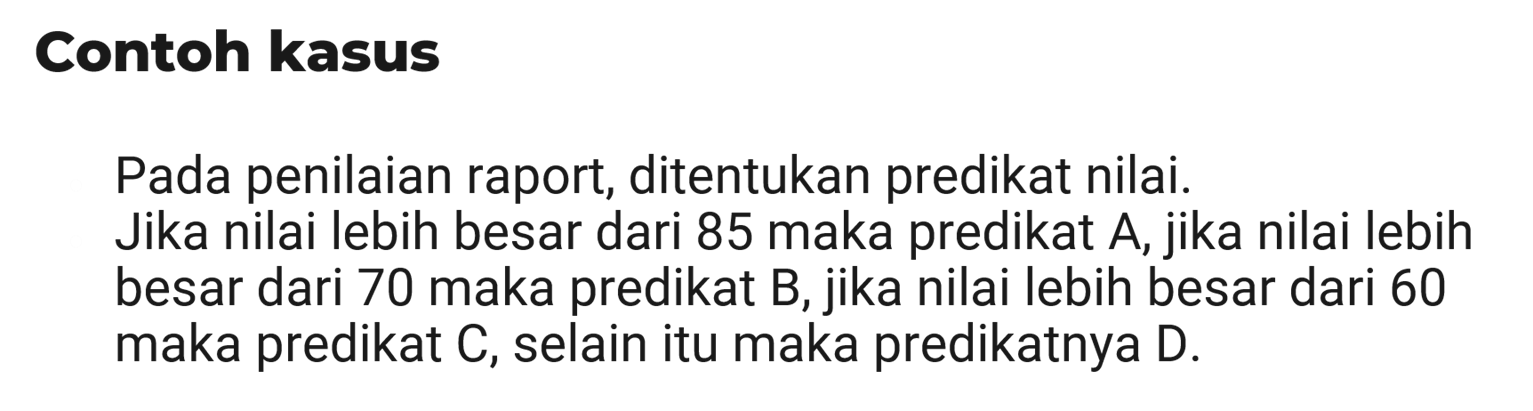 Contoh kasus
Pada penilaian raport, ditentukan predikat nilai.
Jika nilai lebih besar dari 85 maka predikat A, jika nilai lebih
besar dari 70 maka predikat B, jika nilai lebih besar dari 60
maka predikat C, selain itu maka predikatnya D.